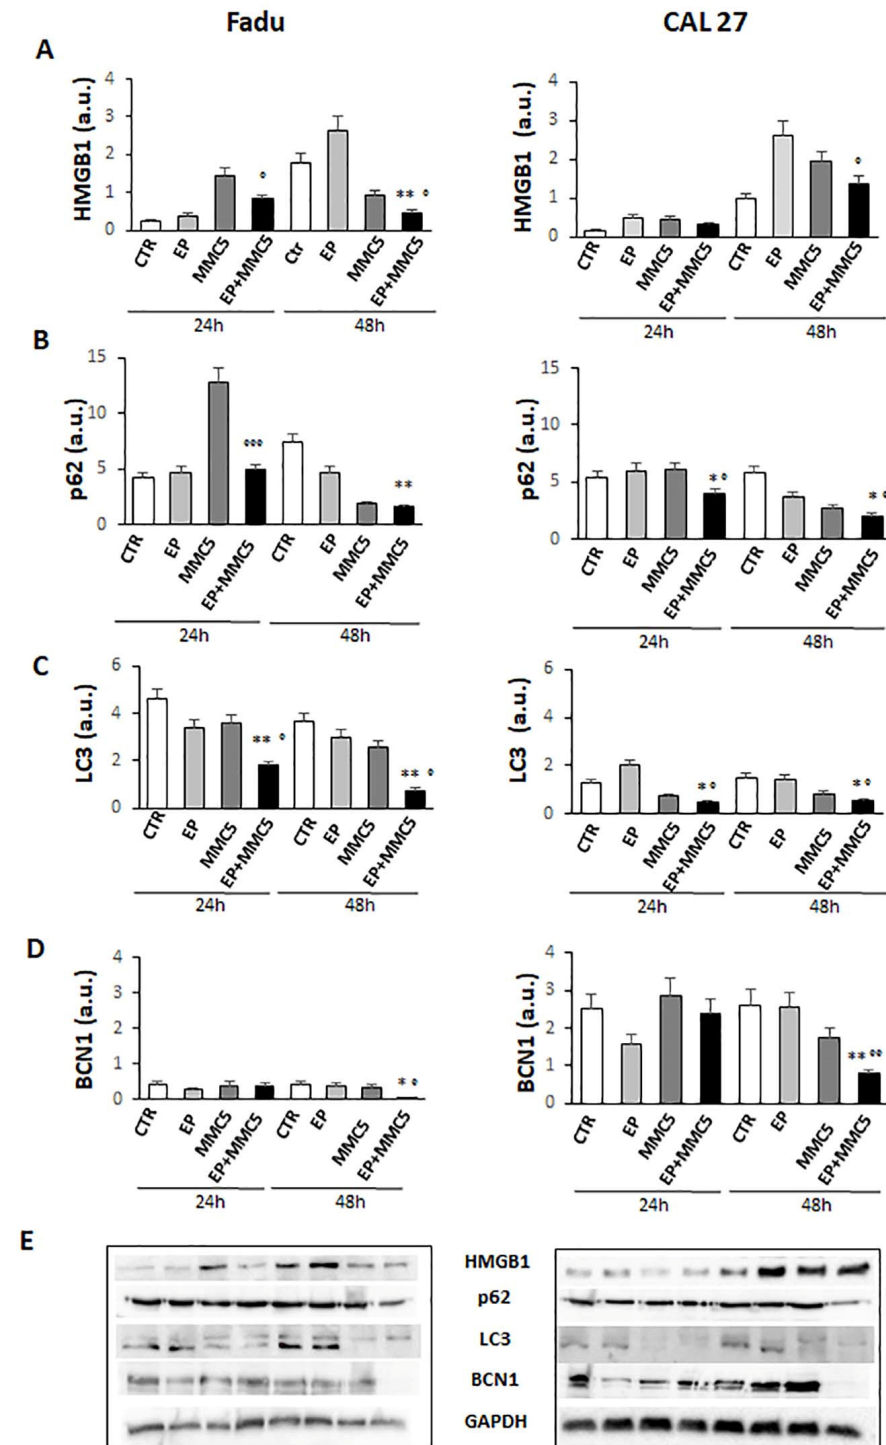 Fadu CAL 27
A
HMGB1 (a.u.)
4
3
2
1
0
CTR EP MMC5 EP+MMC5 Ctr EP MMC5 EP+MMC5
° ** °
24h 48h
HMGB1 (a.u.)
4
3
2
1
0
CTR EP MMC5 EP+MMC5 CTR EP MMC5 EP+MMC5
°
24h 48h
B
p62 (a.u.)
15
10
5
0
CTR EP MMC5 EP+MMC5 CTR EP MMC5 EP+MMC5
°°° **
24h 48h
p62 (a.u.)
15
10
5
0
CTR EP MMC5 EP+MMC5 CTR EP MMC5 EP+MMC5
*° *°
24h 48h
C
LC3 (a.u.)
6
4
2
0
CTR EP MMC5 EP+MMC5 CTR EP MMC5 EP+MMC5
** ° ** °
24h 48h
LC3 (a.u.)
6
4
2
0
CTR EP MMC5 EP+MMC5 CTR EP MMC5 EP+MMC5
*° *°
24h 48h
D
BCN1 (a.u.)
4
3
2
1
0
CTR EP MMC5 EP+MMC5 CTR EP MMC5 EP+MMC5
* °
24h 48h
BCN1 (a.u.)
4
3
2
1
0
CTR EP MMC5 EP+MMC5 CTR EP MMC5 EP+MMC5
** °°
24h 48h
E
HMGB1
p62
LC3
BCN1
GAPDH